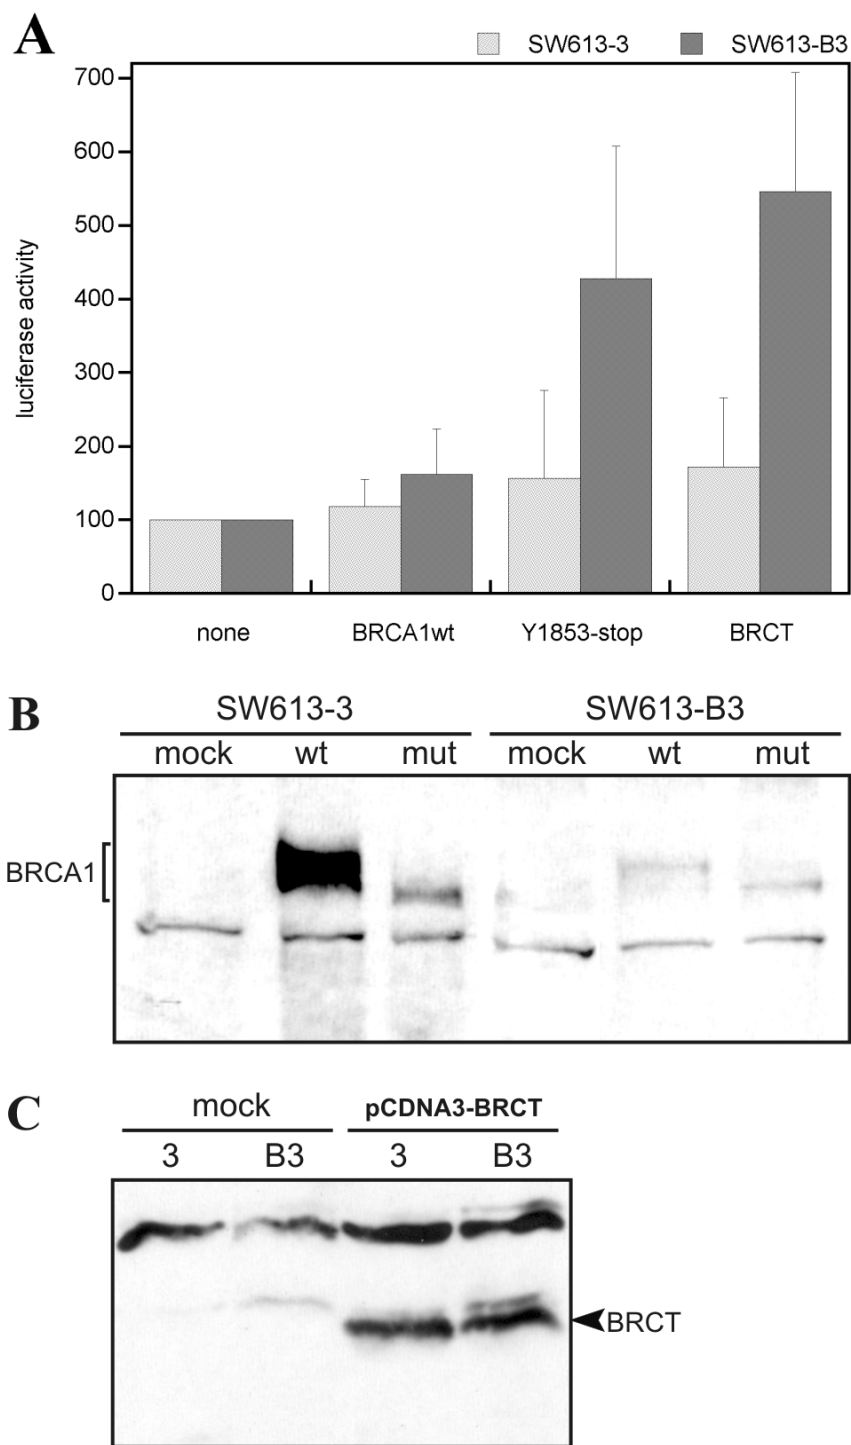 A
SW613-3 SW613-B3
700
600
500
400
300
200
100
0
luciferase activity
none BRCA1wt Y1853-stop BRCT
B
SW613-3 SW613-B3
mock wt mut mock wt mut
BRCA1
C
mock pCDNA3-BRCT
3 B3 3 B3
BRCT